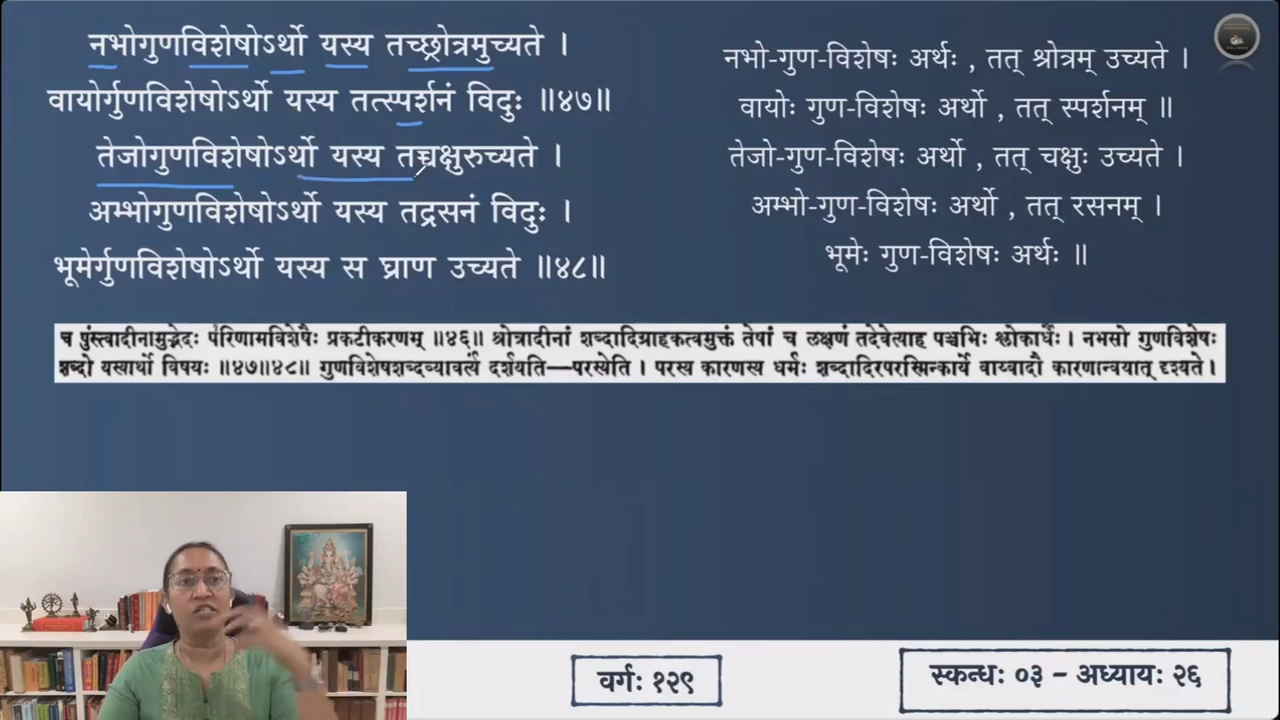 नभोगुणविशेषोऽर्थो यस्य तच्छ्रोत्रमुच्यते ।
वायोर्गुणविशेषोऽर्थो यस्य तत्स्पर्शनं विदुः ॥४७॥
तेजोगुणविशेषोऽर्थो यस्य तच्चक्षुरुच्यते ।
अम्भोगुणविशेषोऽर्थो यस्य तद्रसनं विदुः ।
भूमेर्गुणविशेषोऽर्थो यस्य स घ्राण उच्यते ॥४८॥
नभो-गुण-विशेषः अर्थः , तत् श्रोत्रम् उच्यते ।
वायोः गुण-विशेषः अर्थो , तत् स्पर्शनम् ॥
तेजो-गुण-विशेषः अर्थो , तत् चक्षुः उच्यते ।
अम्भो-गुण-विशेषः अर्थो , तत् रसनम् ।
भूमेः गुण-विशेषः अर्थः ॥
च पुंस्त्वादीनामुद्भेदः परिणामविशेषैः प्रकटीकरणम् ॥४६॥ श्रोत्रादीनां शब्दादिग्राहकत्वमुक्तं तेषां च लक्षणं तदेवेत्याह पञ्चभिः श्लोकार्धैः । नभसो गुणविशेषः
शब्दो यस्यार्थो विषयः ॥४७॥४८॥ गुणविशेषशब्दव्यावर्त्यं दर्शयति—परस्येति । परस्य कारणस्य धर्मः शब्दादिरपरस्मिन्कार्ये वाय्वादौ कारणान्वयात् दृश्यते ।
वर्गः १२९
स्कन्धः ०३ – अध्यायः २६